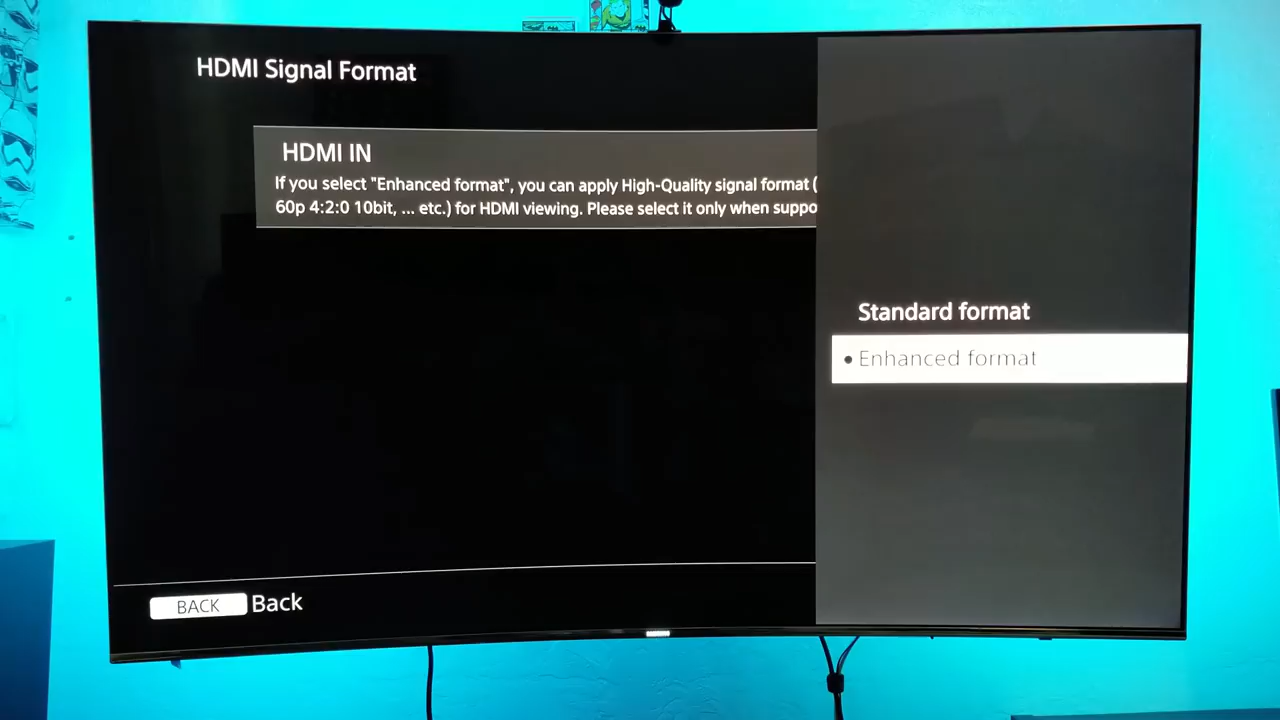 HDMI Signal Format
HDMI IN
If you select "Enhanced format", you can apply High-Quality signal format (
60p 4:2:0 10bit, ... etc.) for HDMI viewing. Please select it only when suppo
Standard format
• Enhanced format
BACK Back